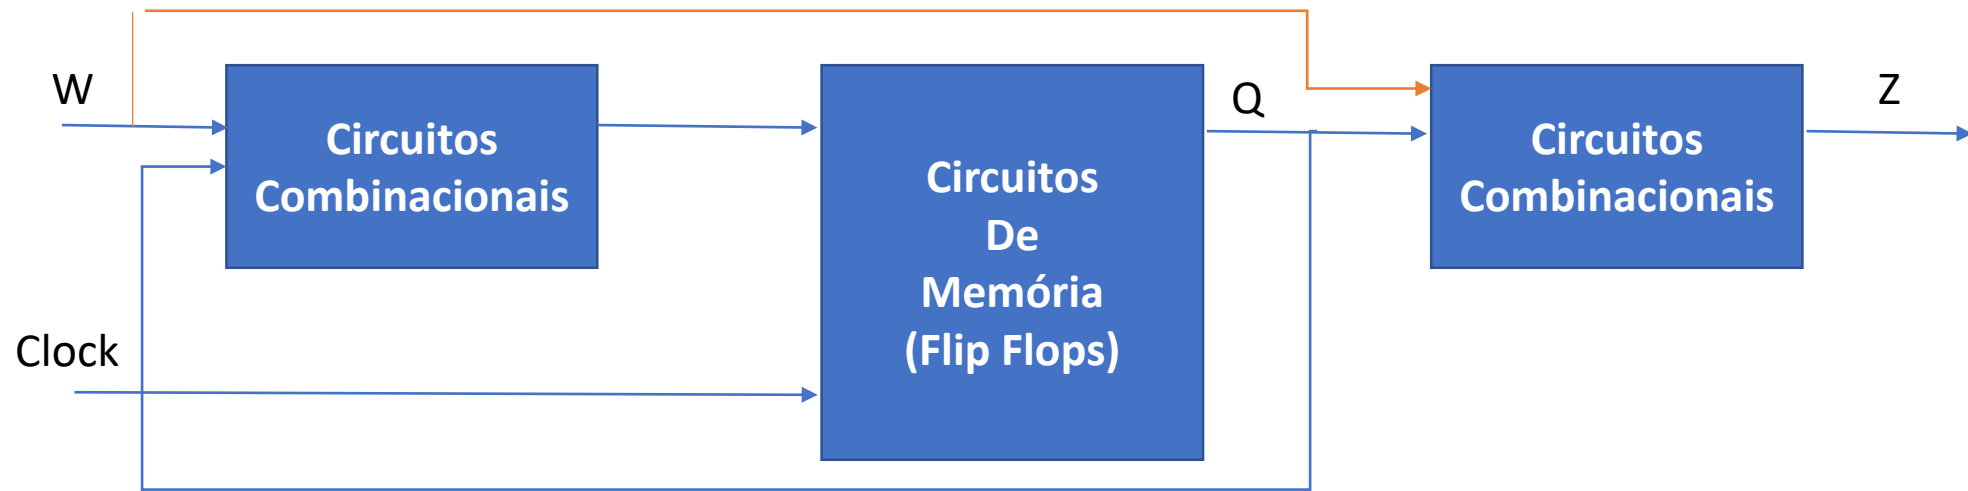 W
Circuitos
Combinacionais
Clock
Circuitos
De
Memória
(Flip Flops)
Q
Circuitos
Combinacionais
Z